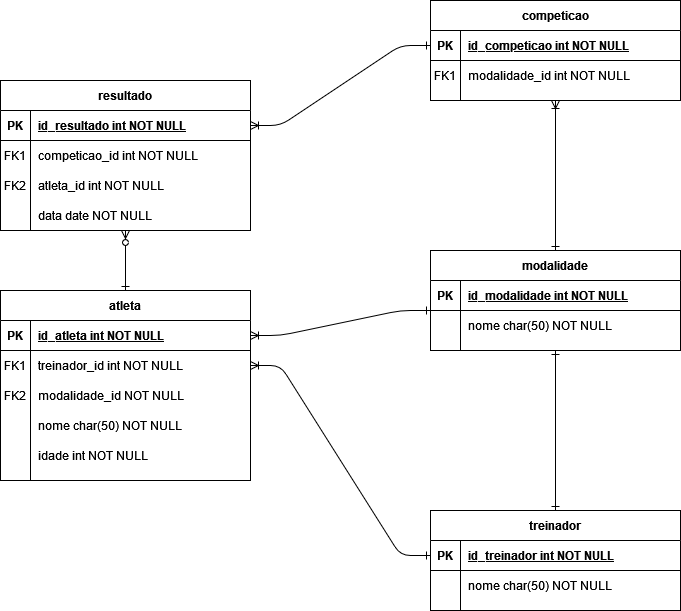 competicao
PK id_competicao int NOT NULL
FK1 modalidade_id int NOT NULL
resultado
PK id_resultado int NOT NULL
FK1 competicao_id int NOT NULL
FK2 atleta_id int NOT NULL
data date NOT NULL
modalidade
PK id_modalidade int NOT NULL
nome char(50) NOT NULL
atleta
PK id_atleta int NOT NULL
FK1 treinador_id int NOT NULL
FK2 modalidade_id NOT NULL
nome char(50) NOT NULL
idade int NOT NULL
treinador
PK id_treinador int NOT NULL
nome char(50) NOT NULL